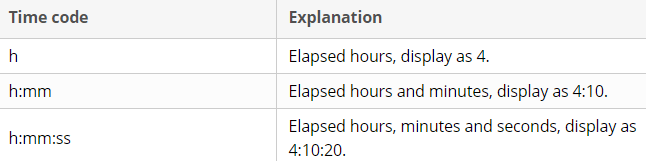 Time code Explanation
h Elapsed hours, display as 4.
h:mm Elapsed hours and minutes, display as 4:10.
h:mm:ss Elapsed hours, minutes and seconds, display as
4:10:20.